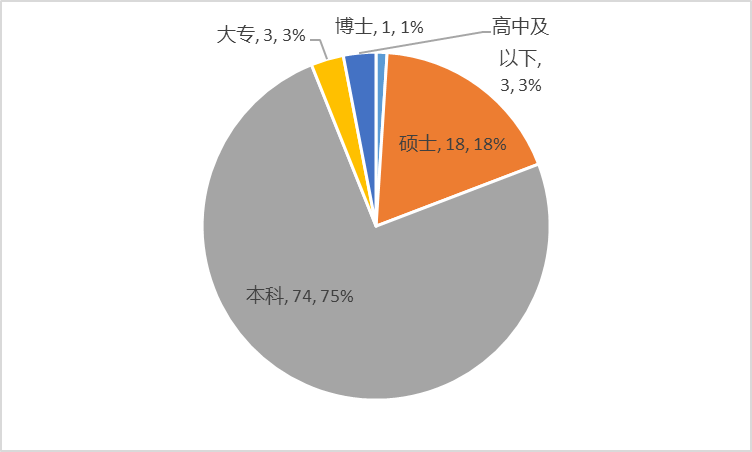 大专, 3, 3%
博士, 1, 1%
高中及
以下,
3, 3%
硕士, 18, 18%
本科, 74, 75%